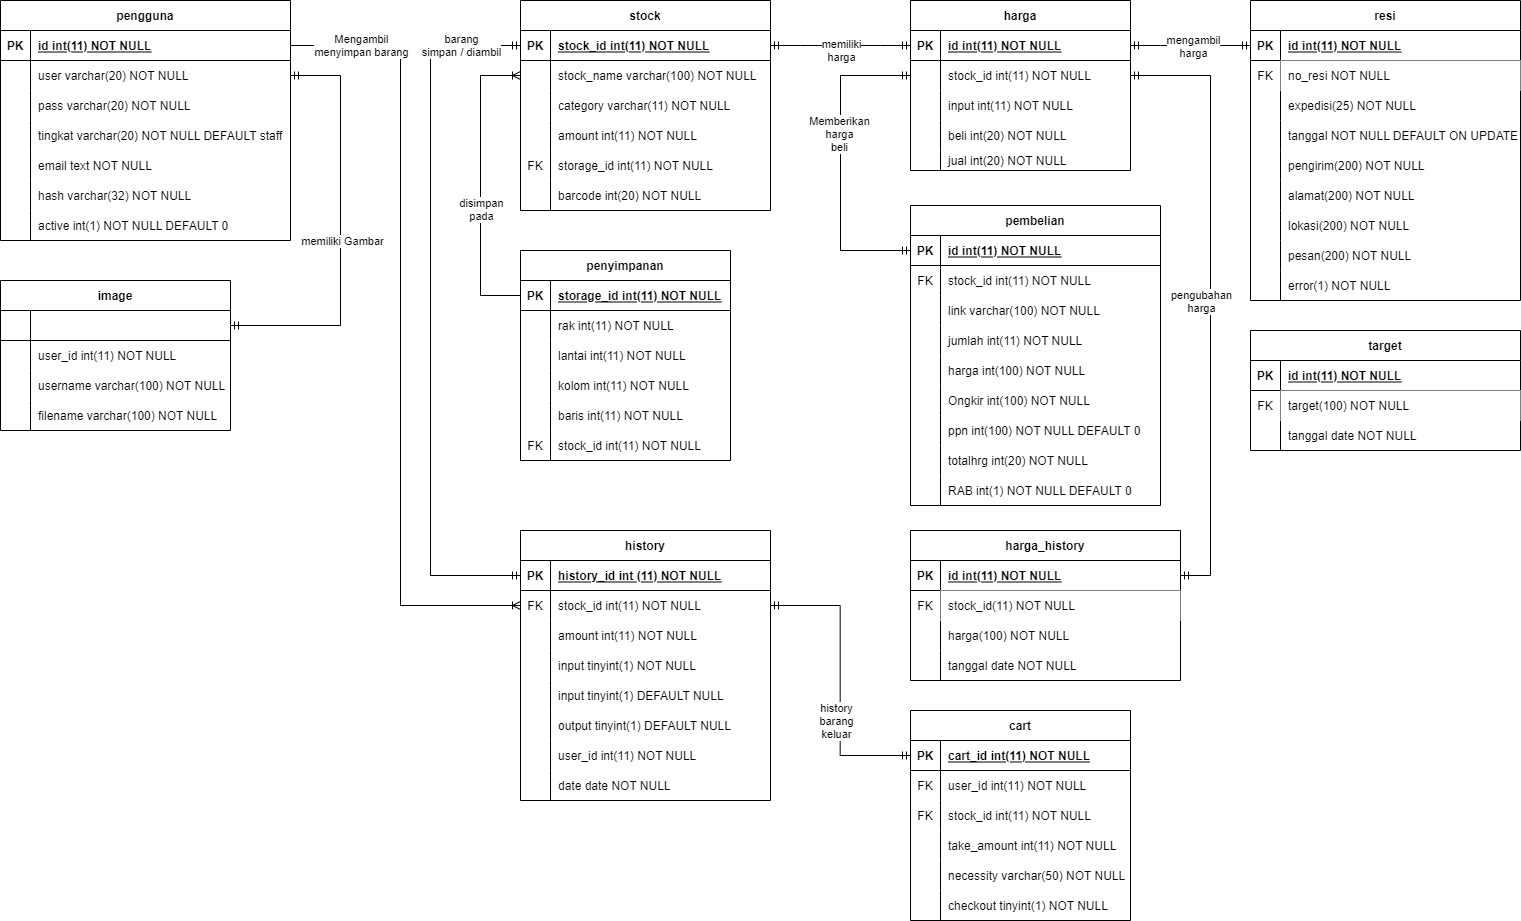 pengguna
PK id int(11) NOT NULL
user varchar(20) NOT NULL
pass varchar(20) NOT NULL
tingkat varchar(20) NOT NULL DEFAULT staff
email text NOT NULL
hash varchar(32) NOT NULL
active int(1) NOT NULL DEFAULT 0
image
user_id int(11) NOT NULL
username varchar(100) NOT NULL
filename varchar(100) NOT NULL
Mengambil
menyimpan barang
barang
simpan / diambil
memiliki Gambar
disimpan
pada
stock
PK stock_id int(11) NOT NULL
stock_name varchar(100) NOT NULL
category varchar(11) NOT NULL
amount int(11) NOT NULL
FK storage_id int(11) NOT NULL
barcode int(20) NOT NULL
penyimpanan
PK storage_id int(11) NOT NULL
rak int(11) NOT NULL
lantai int(11) NOT NULL
kolom int(11) NOT NULL
baris int(11) NOT NULL
FK stock_id int(11) NOT NULL
history
PK history_id int (11) NOT NULL
FK stock_id int(11) NOT NULL
amount int(11) NOT NULL
input tinyint(1) NOT NULL
input tinyint(1) DEFAULT NULL
output tinyint(1) DEFAULT NULL
user_id int(11) NOT NULL
date date NOT NULL
memiliki
harga
Memberikan
harga
beli
history
barang
keluar
harga
PK id int(11) NOT NULL
stock_id int(11) NOT NULL
input int(11) NOT NULL
beli int(20) NOT NULL
jual int(20) NOT NULL
pembelian
PK id int(11) NOT NULL
FK stock_id int(11) NOT NULL
link varchar(100) NOT NULL
jumlah int(11) NOT NULL
harga int(100) NOT NULL
Ongkir int(100) NOT NULL
ppn int(100) NOT NULL DEFAULT 0
totalhrg int(20) NOT NULL
RAB int(1) NOT NULL DEFAULT 0
harga_history
PK id int(11) NOT NULL
FK stock_id(11) NOT NULL
harga(100) NOT NULL
tanggal date NOT NULL
cart
PK cart_id int(11) NOT NULL
FK user_id int(11) NOT NULL
FK stock_id int(11) NOT NULL
take_amount int(11) NOT NULL
necessity varchar(50) NOT NULL
checkout tinyint(1) NOT NULL
mengambil
harga
pengubahan
harga
resi
PK id int(11) NOT NULL
FK no_resi NOT NULL
expedisi(25) NOT NULL
tanggal NOT NULL DEFAULT ON UPDATE
pengirim(200) NOT NULL
alamat(200) NOT NULL
lokasi(200) NOT NULL
pesan(200) NOT NULL
error(1) NOT NULL
target
PK id int(11) NOT NULL
FK target(100) NOT NULL
tanggal date NOT NULL